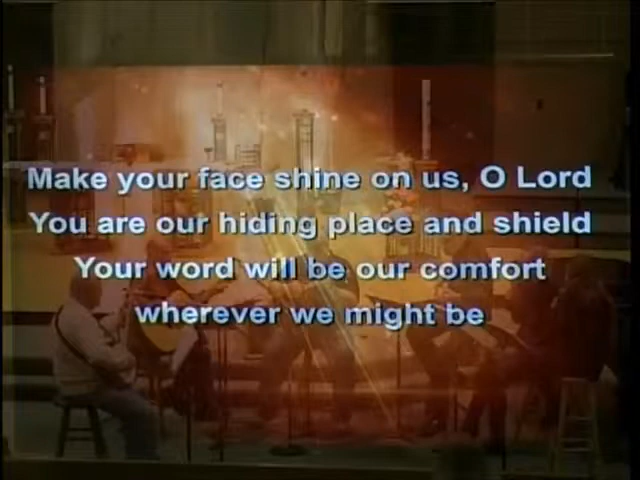 Make your face shine on us, O Lord
You are our hiding place and shield
Your word will be our comfort
wherever we might be